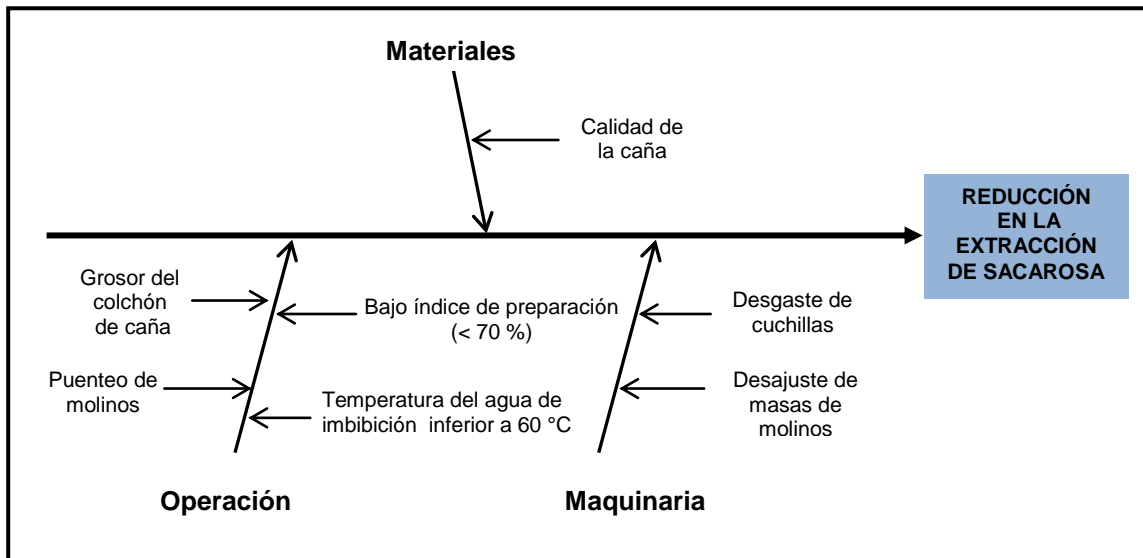 Materiales
Calidad de
la caña
REDUCCIÓN
EN LA
EXTRACCIÓN
DE SACAROSA
Grosor del
colchón
de caña
Bajo índice de preparación
(< 70 %)
Desgaste de
cuchillas
Puenteo de
molinos
Temperatura del agua de
imbibición inferior a 60 °C
Desajuste de
masas de
molinos
Operación
Maquinaria